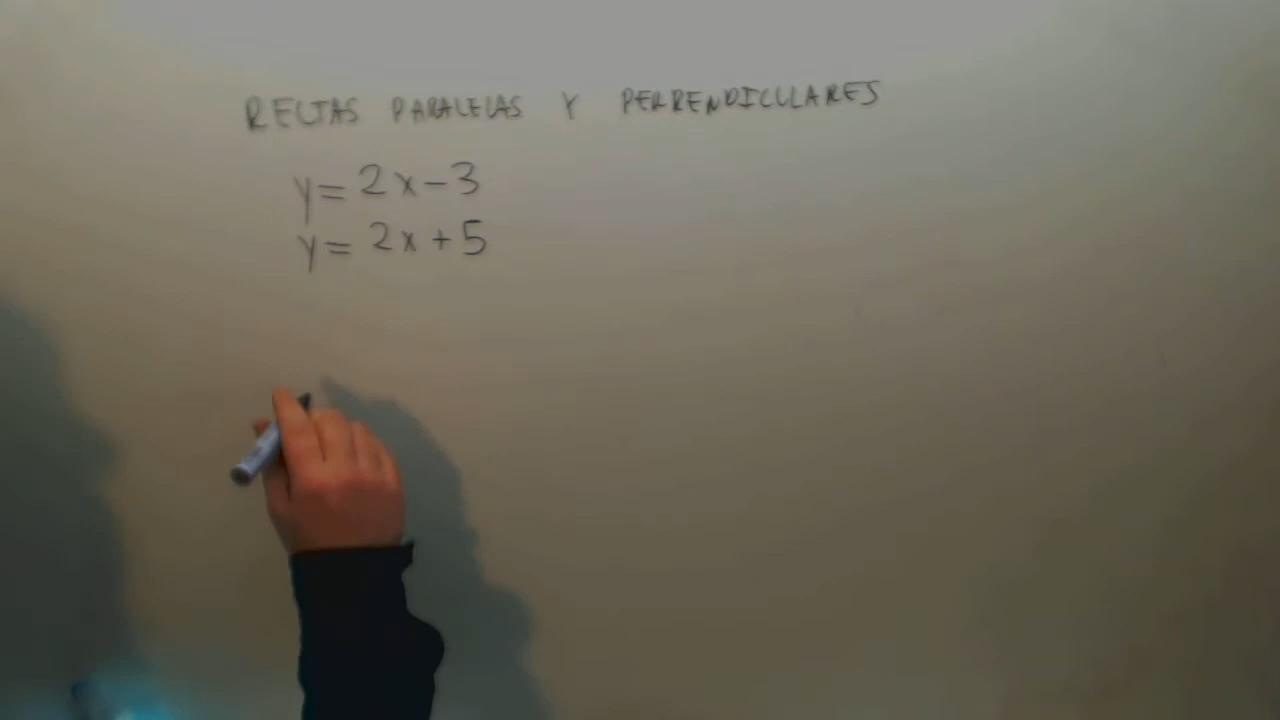 RECTAS PARALELAS Y PERPENDICULARES
y = 2x - 3
y = 2x + 5